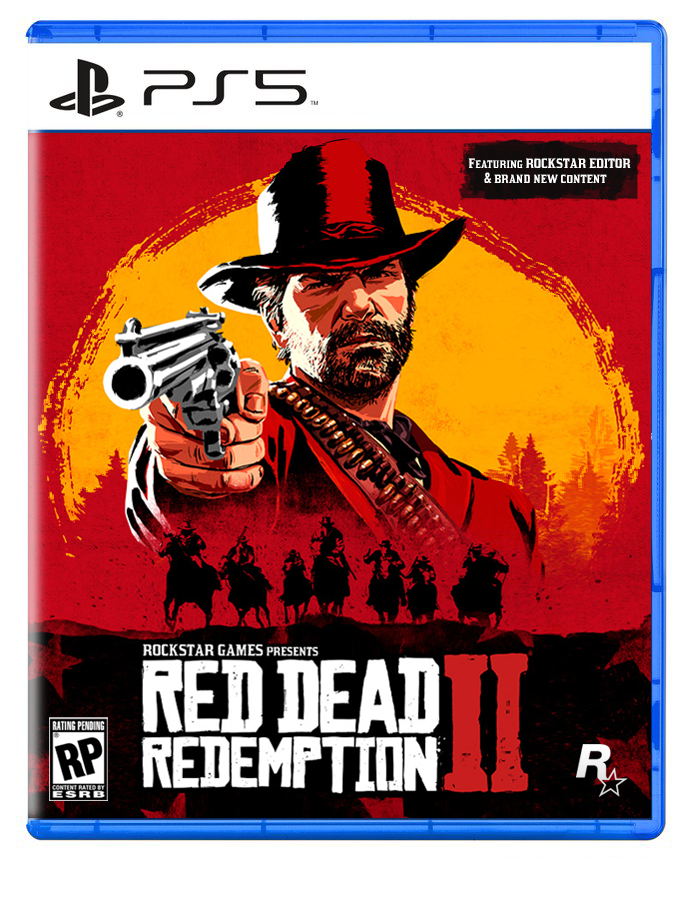 PS5
TM
®
FEATURING ROCKSTAR EDITOR
& BRAND NEW CONTENT
ROCKSTAR GAMES PRESENTS
RED DEAD
REDEMPTION II
RATING PENDING
®
RP
CONTENT RATED BY
ESRB
R